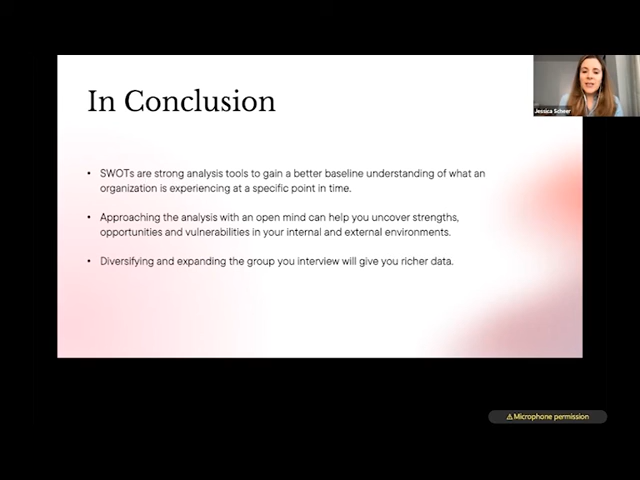 In Conclusion
Jessica Scheer
• SWOTs are strong analysis tools to gain a better baseline understanding of what an
organization is experiencing at a specific point in time.
• Approaching the analysis with an open mind can help you uncover strengths,
opportunities and vulnerabilities in your internal and external environments.
• Diversifying and expanding the group you interview will give you richer data.
⚠ Microphone permission